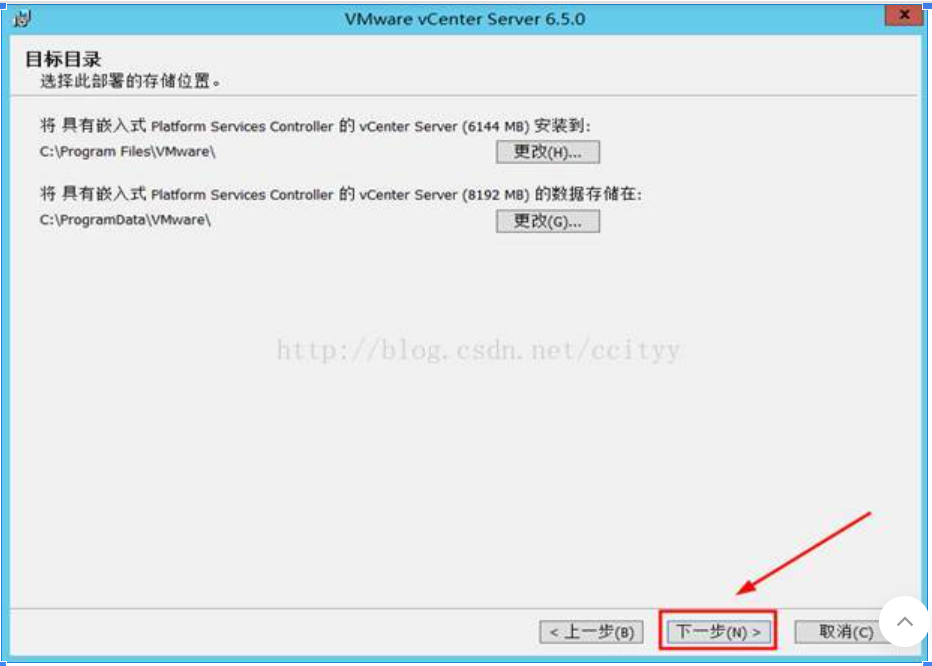 VMware vCenter Server 6.5.0
目标目录
选择此部署的存储位置。
将 具有嵌入式 Platform Services Controller 的 vCenter Server (6144 MB) 安装到:
C:\Program Files\VMware\
更改(H)...
将 具有嵌入式 Platform Services Controller 的 vCenter Server (8192 MB) 的数据存储在:
C:\ProgramData\VMware\
更改(G)...
http://blog.csdn.net/ccityy
< 上一步(B) 下一步(N) > 取消(C)